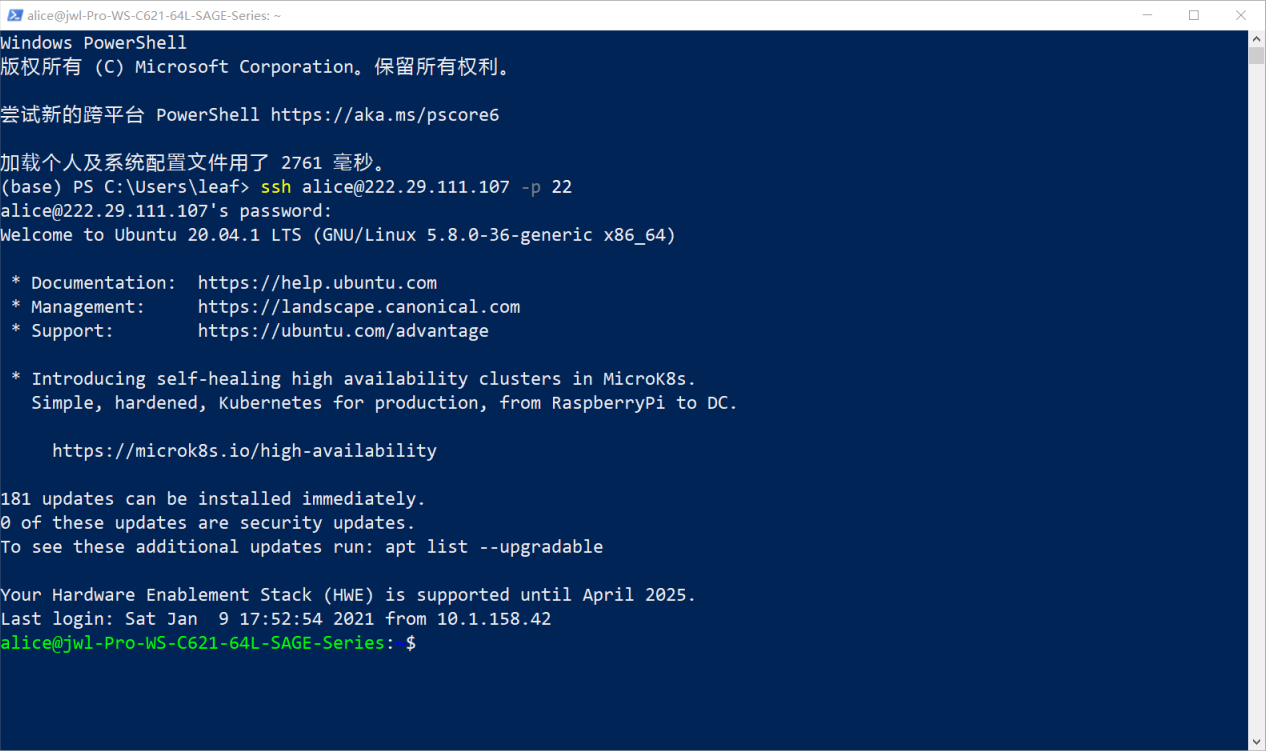 alice@jwl-Pro-WS-C621-64L-SAGE-Series: ~
Windows PowerShell
版权所有 (C) Microsoft Corporation。保留所有权利。
尝试新的跨平台 PowerShell https://aka.ms/pscore6
加载个人及系统配置文件用了 2761 毫秒。
(base) PS C:\Users\leaf> ssh alice@222.29.111.107 -p 22
alice@222.29.111.107's password:
Welcome to Ubuntu 20.04.1 LTS (GNU/Linux 5.8.0-36-generic x86_64)
* Documentation:  https://help.ubuntu.com
* Management:     https://landscape.canonical.com
* Support:        https://ubuntu.com/advantage
* Introducing self-healing high availability clusters in MicroK8s.
Simple, hardened, Kubernetes for production, from RaspberryPi to DC.
https://microk8s.io/high-availability
181 updates can be installed immediately.
0 of these updates are security updates.
To see these additional updates run: apt list --upgradable
Your Hardware Enablement Stack (HWE) is supported until April 2025.
Last login: Sat Jan  9 17:52:54 2021 from 10.1.158.42
alice@jwl-Pro-WS-C621-64L-SAGE-Series:~$